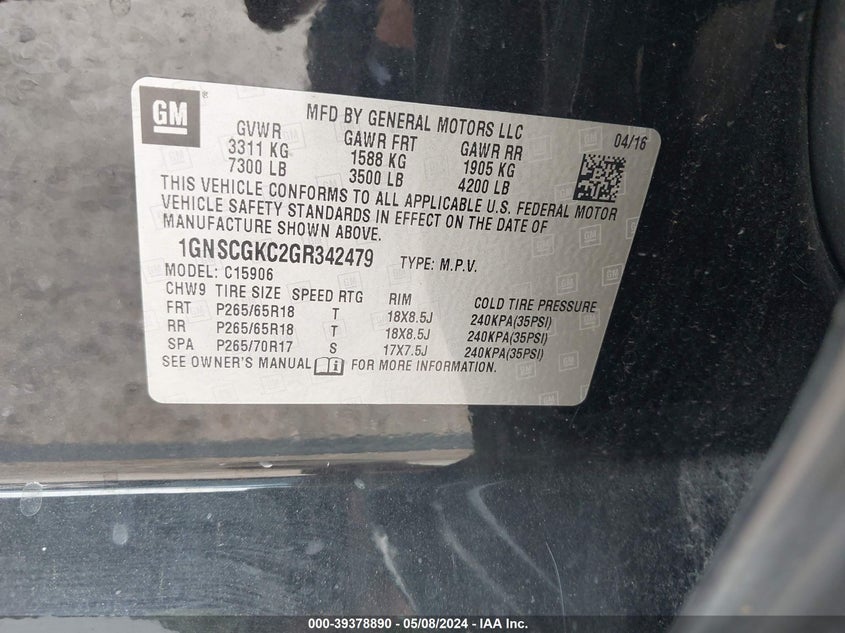 GM
MFD BY GENERAL MOTORS LLC
04/16
GVWR GAWR FRT GAWR RR
3311 KG 1588 KG 1905 KG
7300 LB 3500 LB 4200 LB
THIS VEHICLE CONFORMS TO ALL APPLICABLE U.S. FEDERAL MOTOR
VEHICLE SAFETY STANDARDS IN EFFECT ON THE DATE OF
MANUFACTURE SHOWN ABOVE.
1GNSCGKC2GR342479 TYPE: M.P.V.
MODEL: C15906
CHW9 TIRE SIZE SPEED RTG RIM COLD TIRE PRESSURE
FRT P265/65R18 T 18X8.5J 240KPA(35PSI)
RR P265/65R18 T 18X8.5J 240KPA(35PSI)
SPA P265/70R17 S 17X7.5J 240KPA(35PSI)
SEE OWNER'S MANUAL FOR MORE INFORMATION.
000-39378890 - 05/08/2024 - IAA Inc.